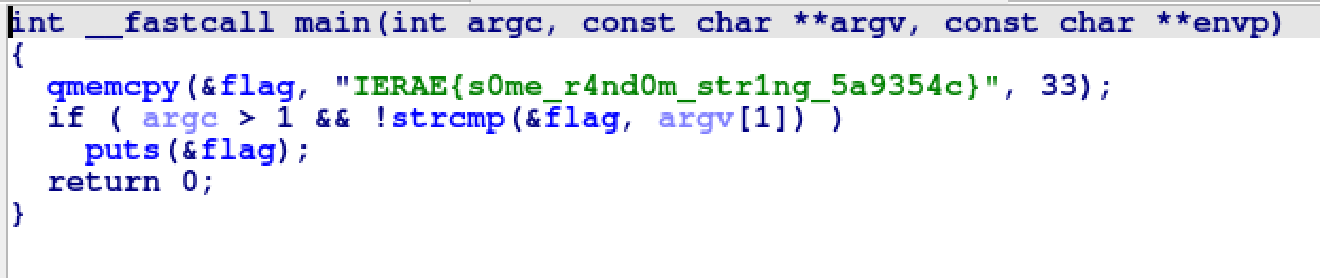 int __fastcall main(int argc, const char **argv, const char **envp)
{
  qmemcpy(&flag, "IERAE{s0me_r4nd0m_str1ng_5a9354c}", 33);
  if ( argc > 1 && !strcmp(&flag, argv[1]) )
    puts(&flag);
  return 0;
}